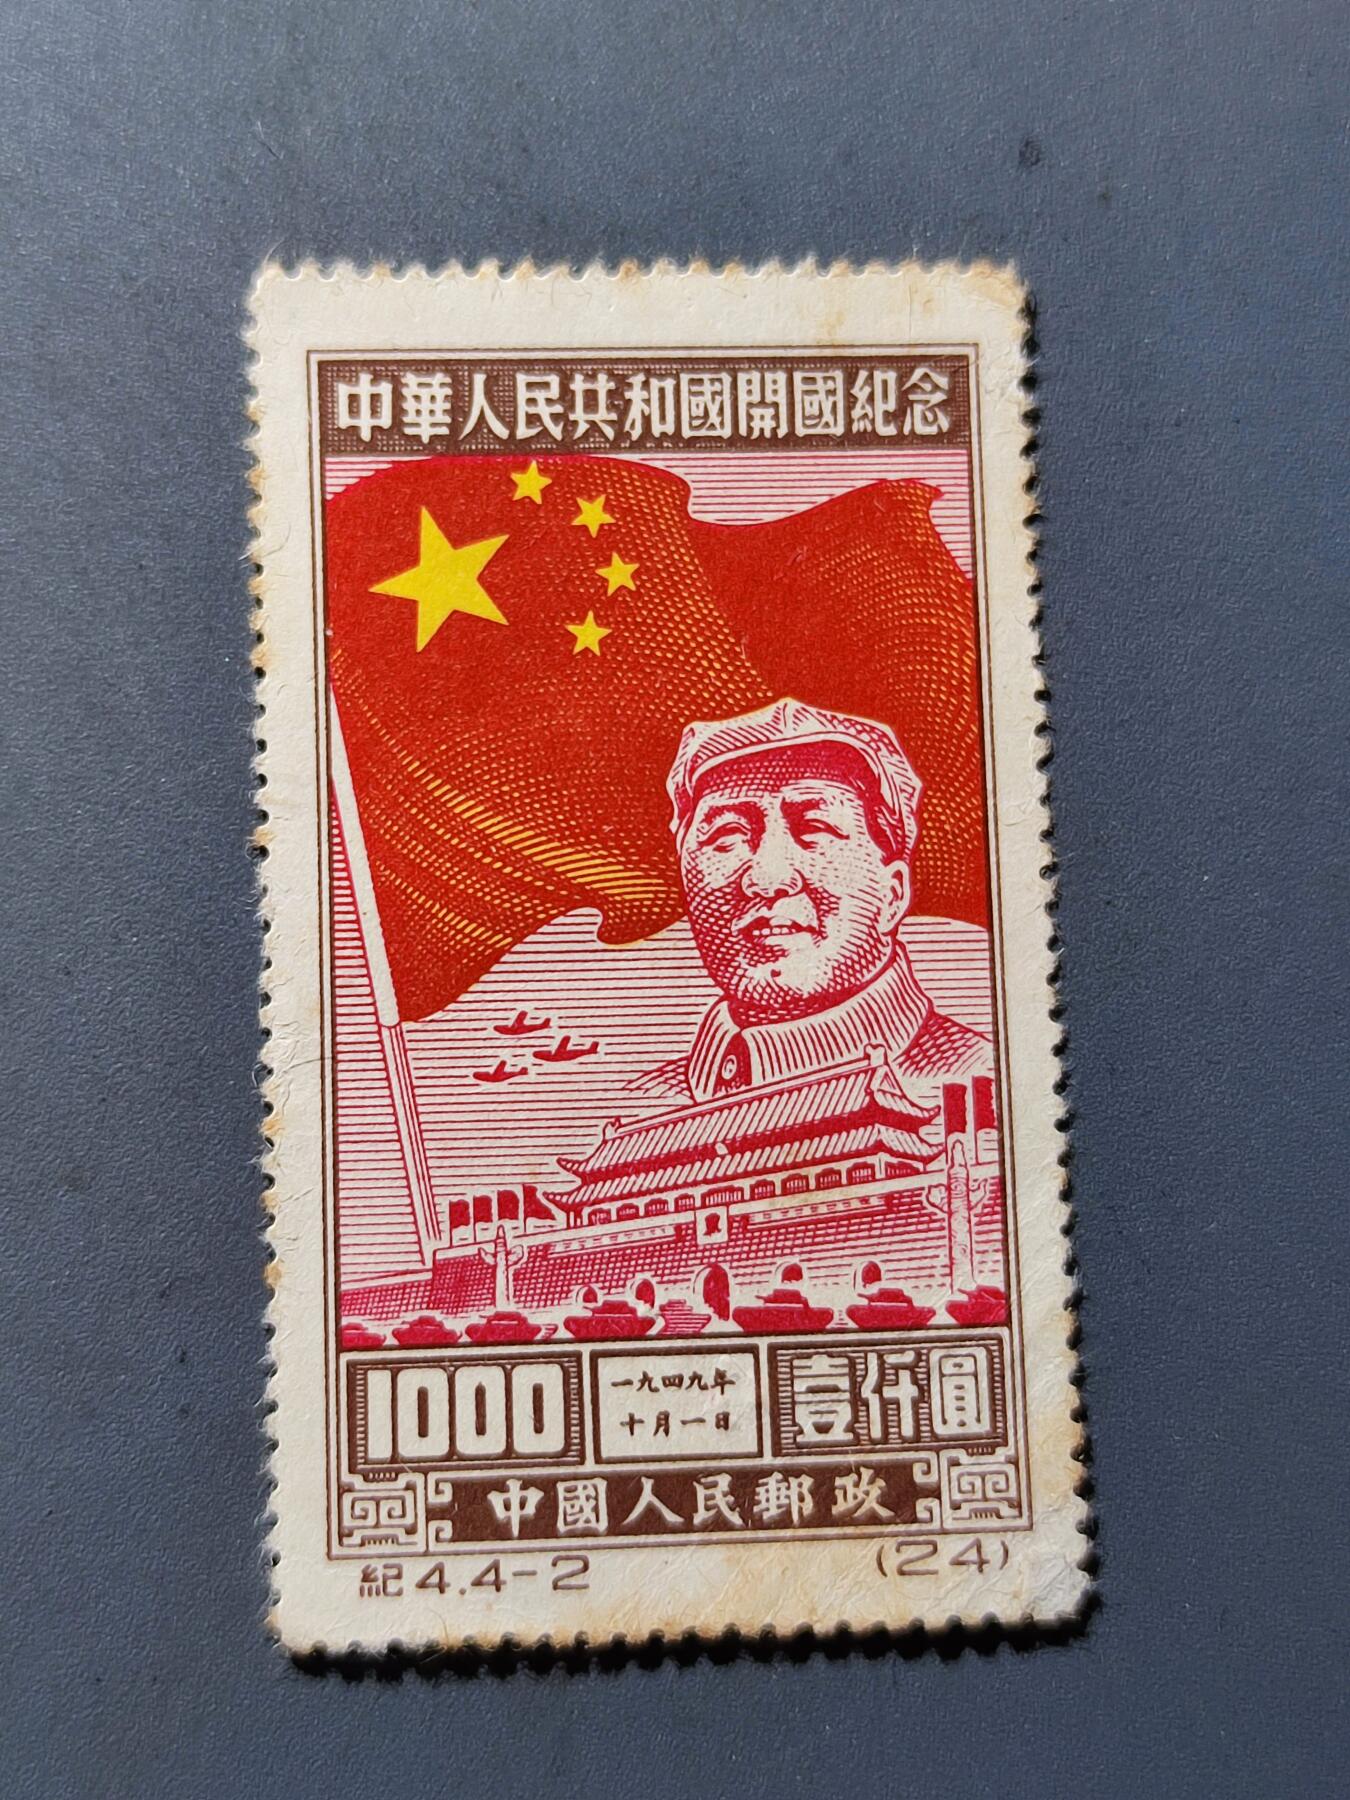 中華人民共和國開國紀念
1000
一九四九年
十月一日
壹仟圓
中國人民郵政
紀4.4-2
(24)